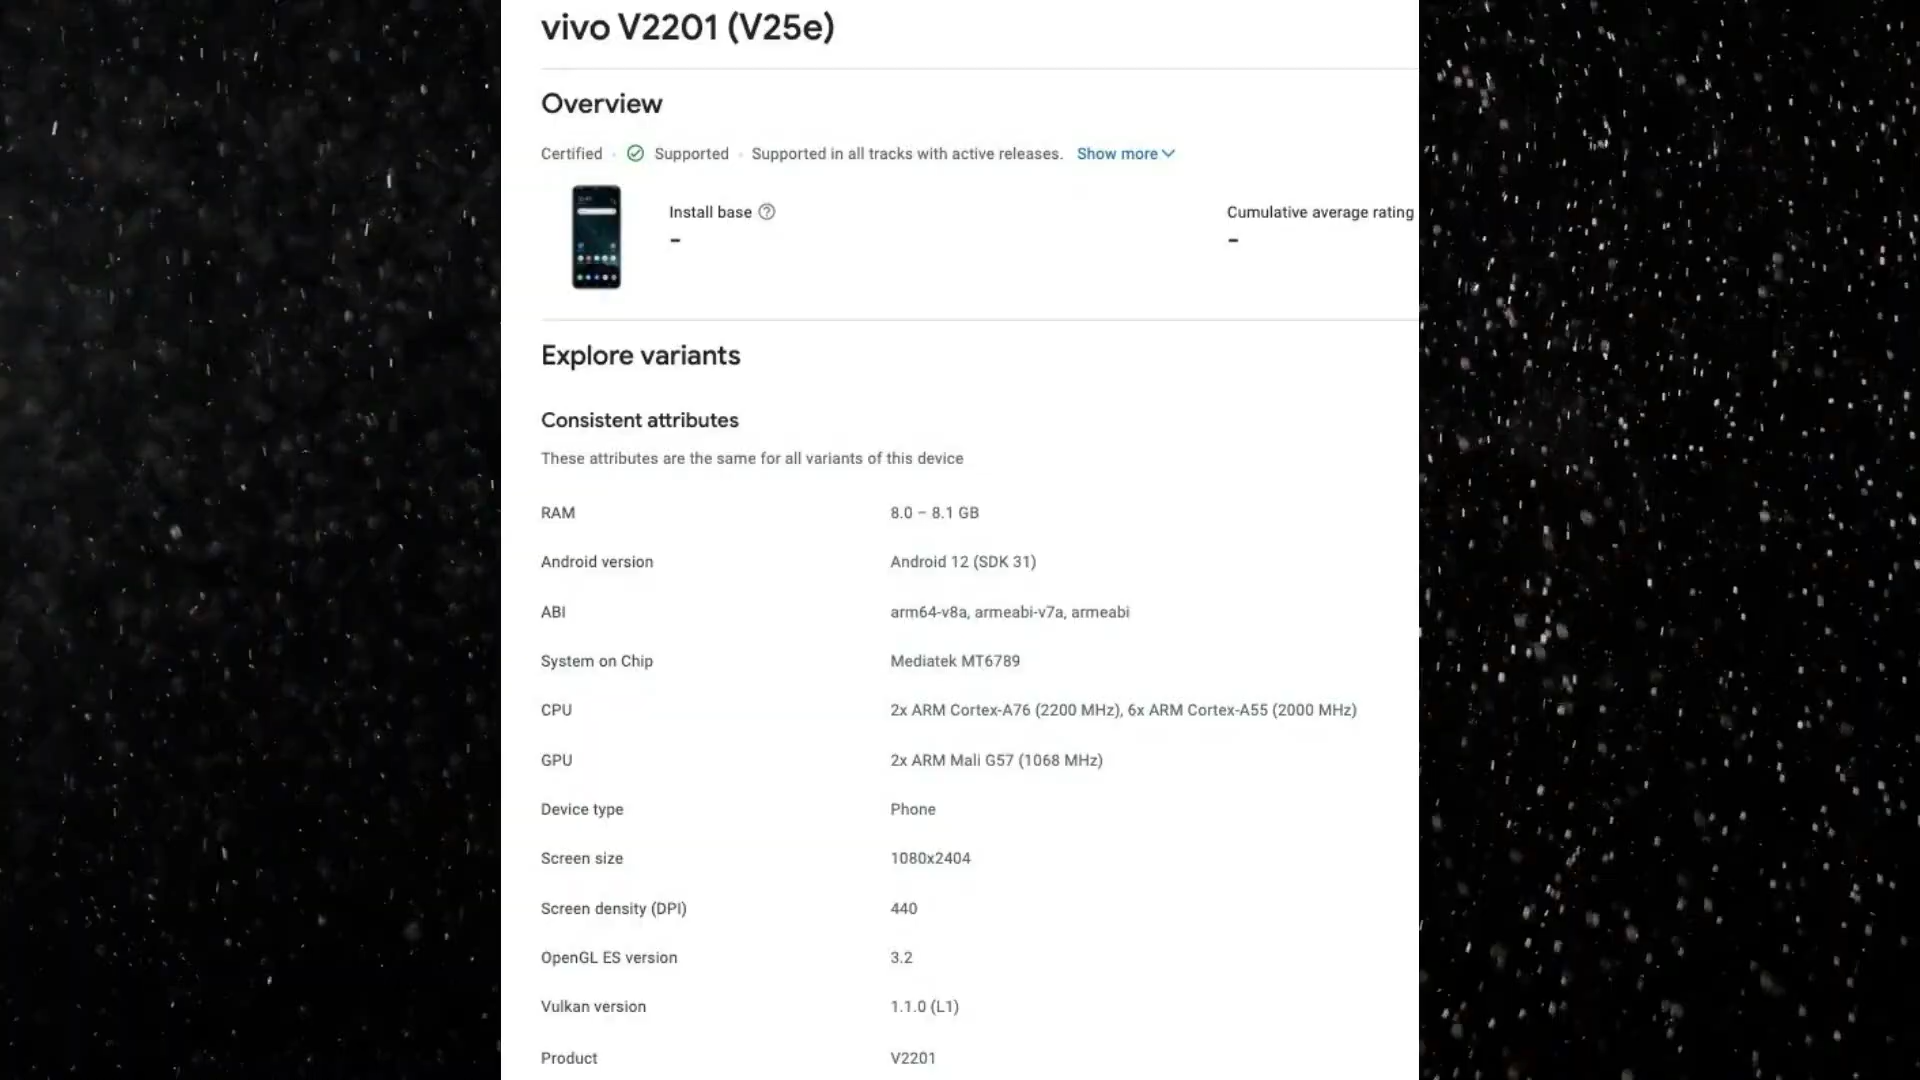 vivo V2201 (V25e)
Overview
Certified · Supported · Supported in all tracks with active releases. Show more
Install base ? Cumulative average rating
– –
Explore variants
Consistent attributes
These attributes are the same for all variants of this device
RAM 8.0 – 8.1 GB
Android version Android 12 (SDK 31)
ABI arm64-v8a, armeabi-v7a, armeabi
System on Chip Mediatek MT6789
CPU 2x ARM Cortex-A76 (2200 MHz), 6x ARM Cortex-A55 (2000 MHz)
GPU 2x ARM Mali G57 (1068 MHz)
Device type Phone
Screen size 1080x2404
Screen density (DPI) 440
OpenGL ES version 3.2
Vulkan version 1.1.0 (L1)
Product V2201